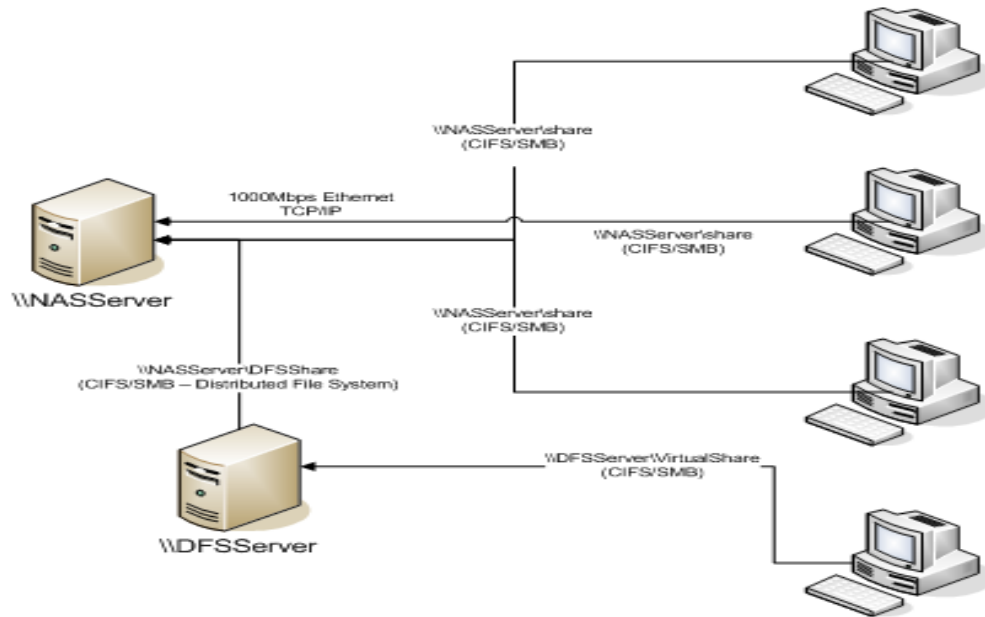 \\NASServer\share
(CIFS/SMB)
1000Mbps Ethernet
TCP/IP
\\NASServer\share
(CIFS/SMB)
\\NASServer
\\NASServer\share
(CIFS/SMB)
\\NASServer\DFSShare
(CIFS/SMB – Distributed File System)
\\DFSServer\VirtualShare
(CIFS/SMB)
\\DFSServer